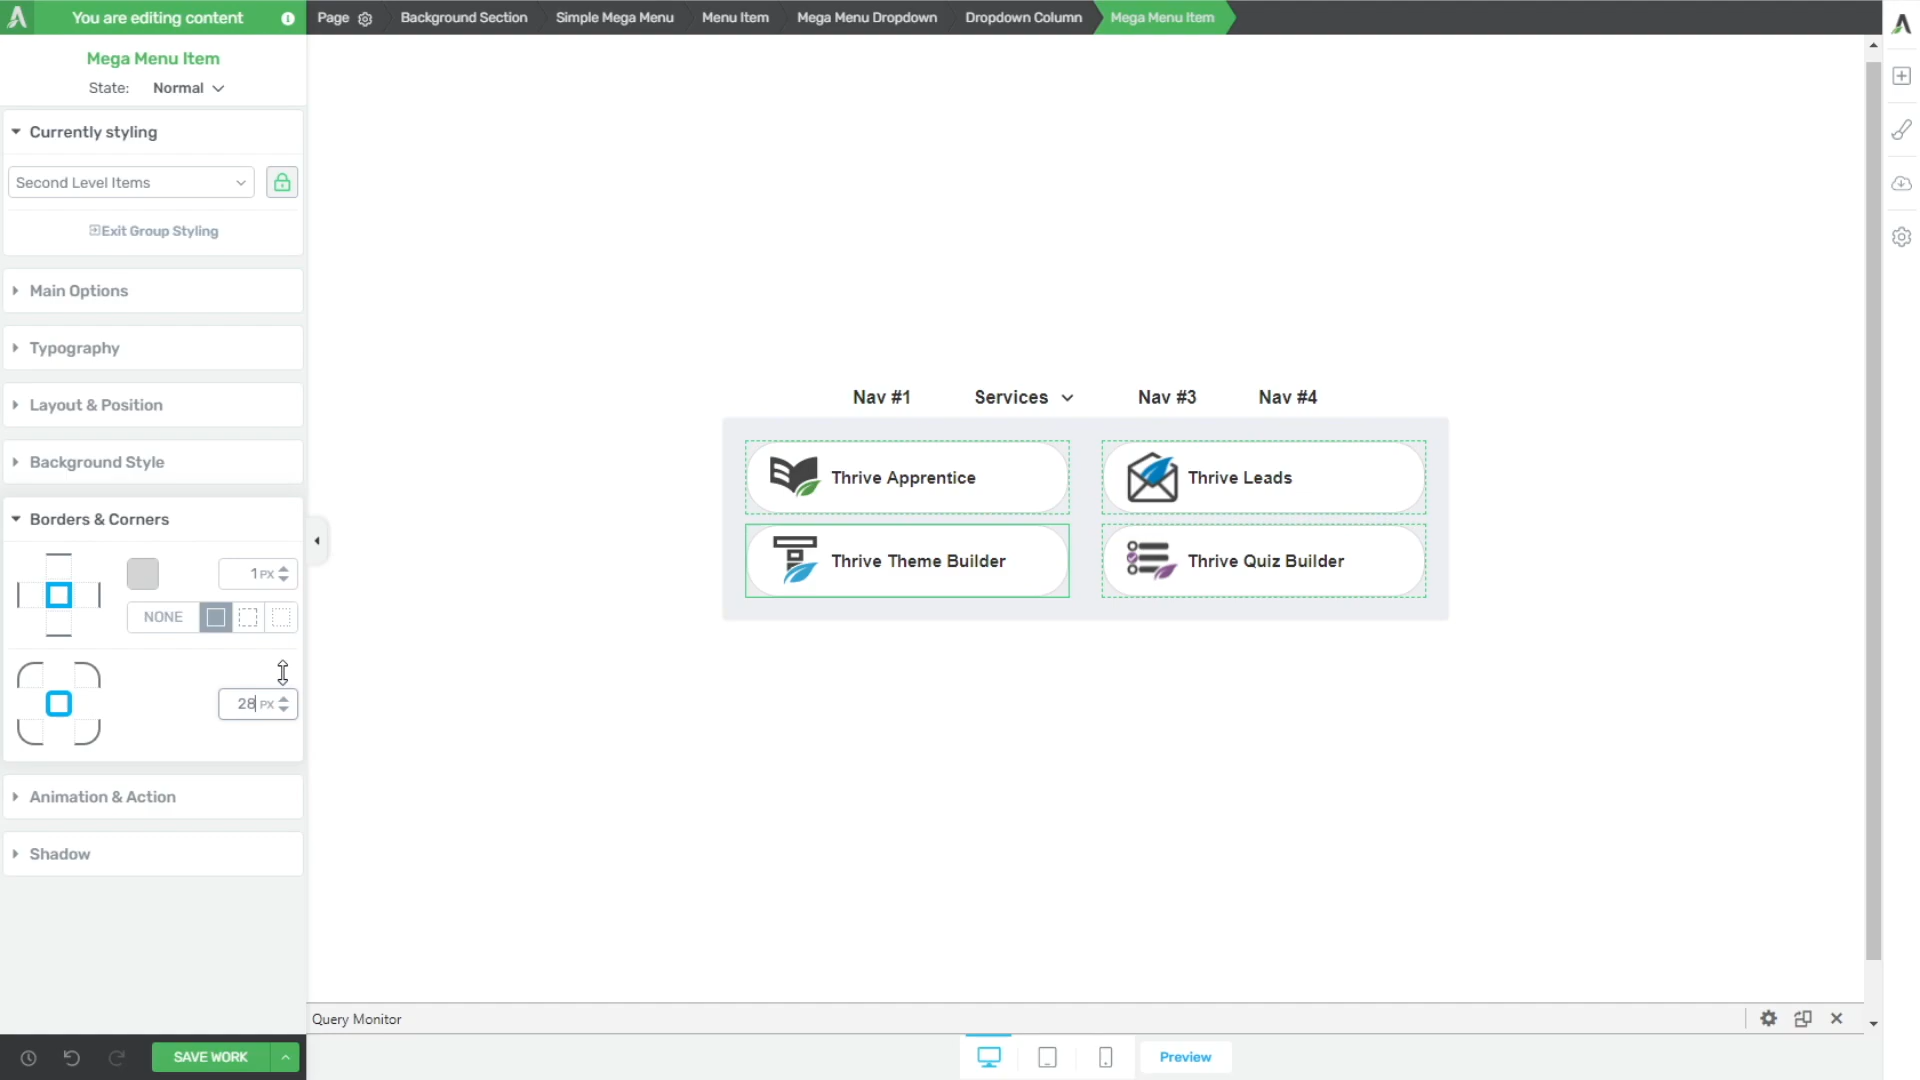 You are editing content
Page
Background Section
Simple Mega Menu
Menu Item
Mega Menu Dropdown
Dropdown Column
Mega Menu Item
Mega Menu Item
State: Normal
Currently styling
Second Level Items
Exit Group Styling
Main Options
Typography
Layout & Position
Background Style
Borders & Corners
1 PX
NONE
28 PX
Animation & Action
Shadow
SAVE WORK
Nav #1
Services
Nav #3
Nav #4
Thrive Apprentice
Thrive Leads
Thrive Theme Builder
Thrive Quiz Builder
Query Monitor
Preview